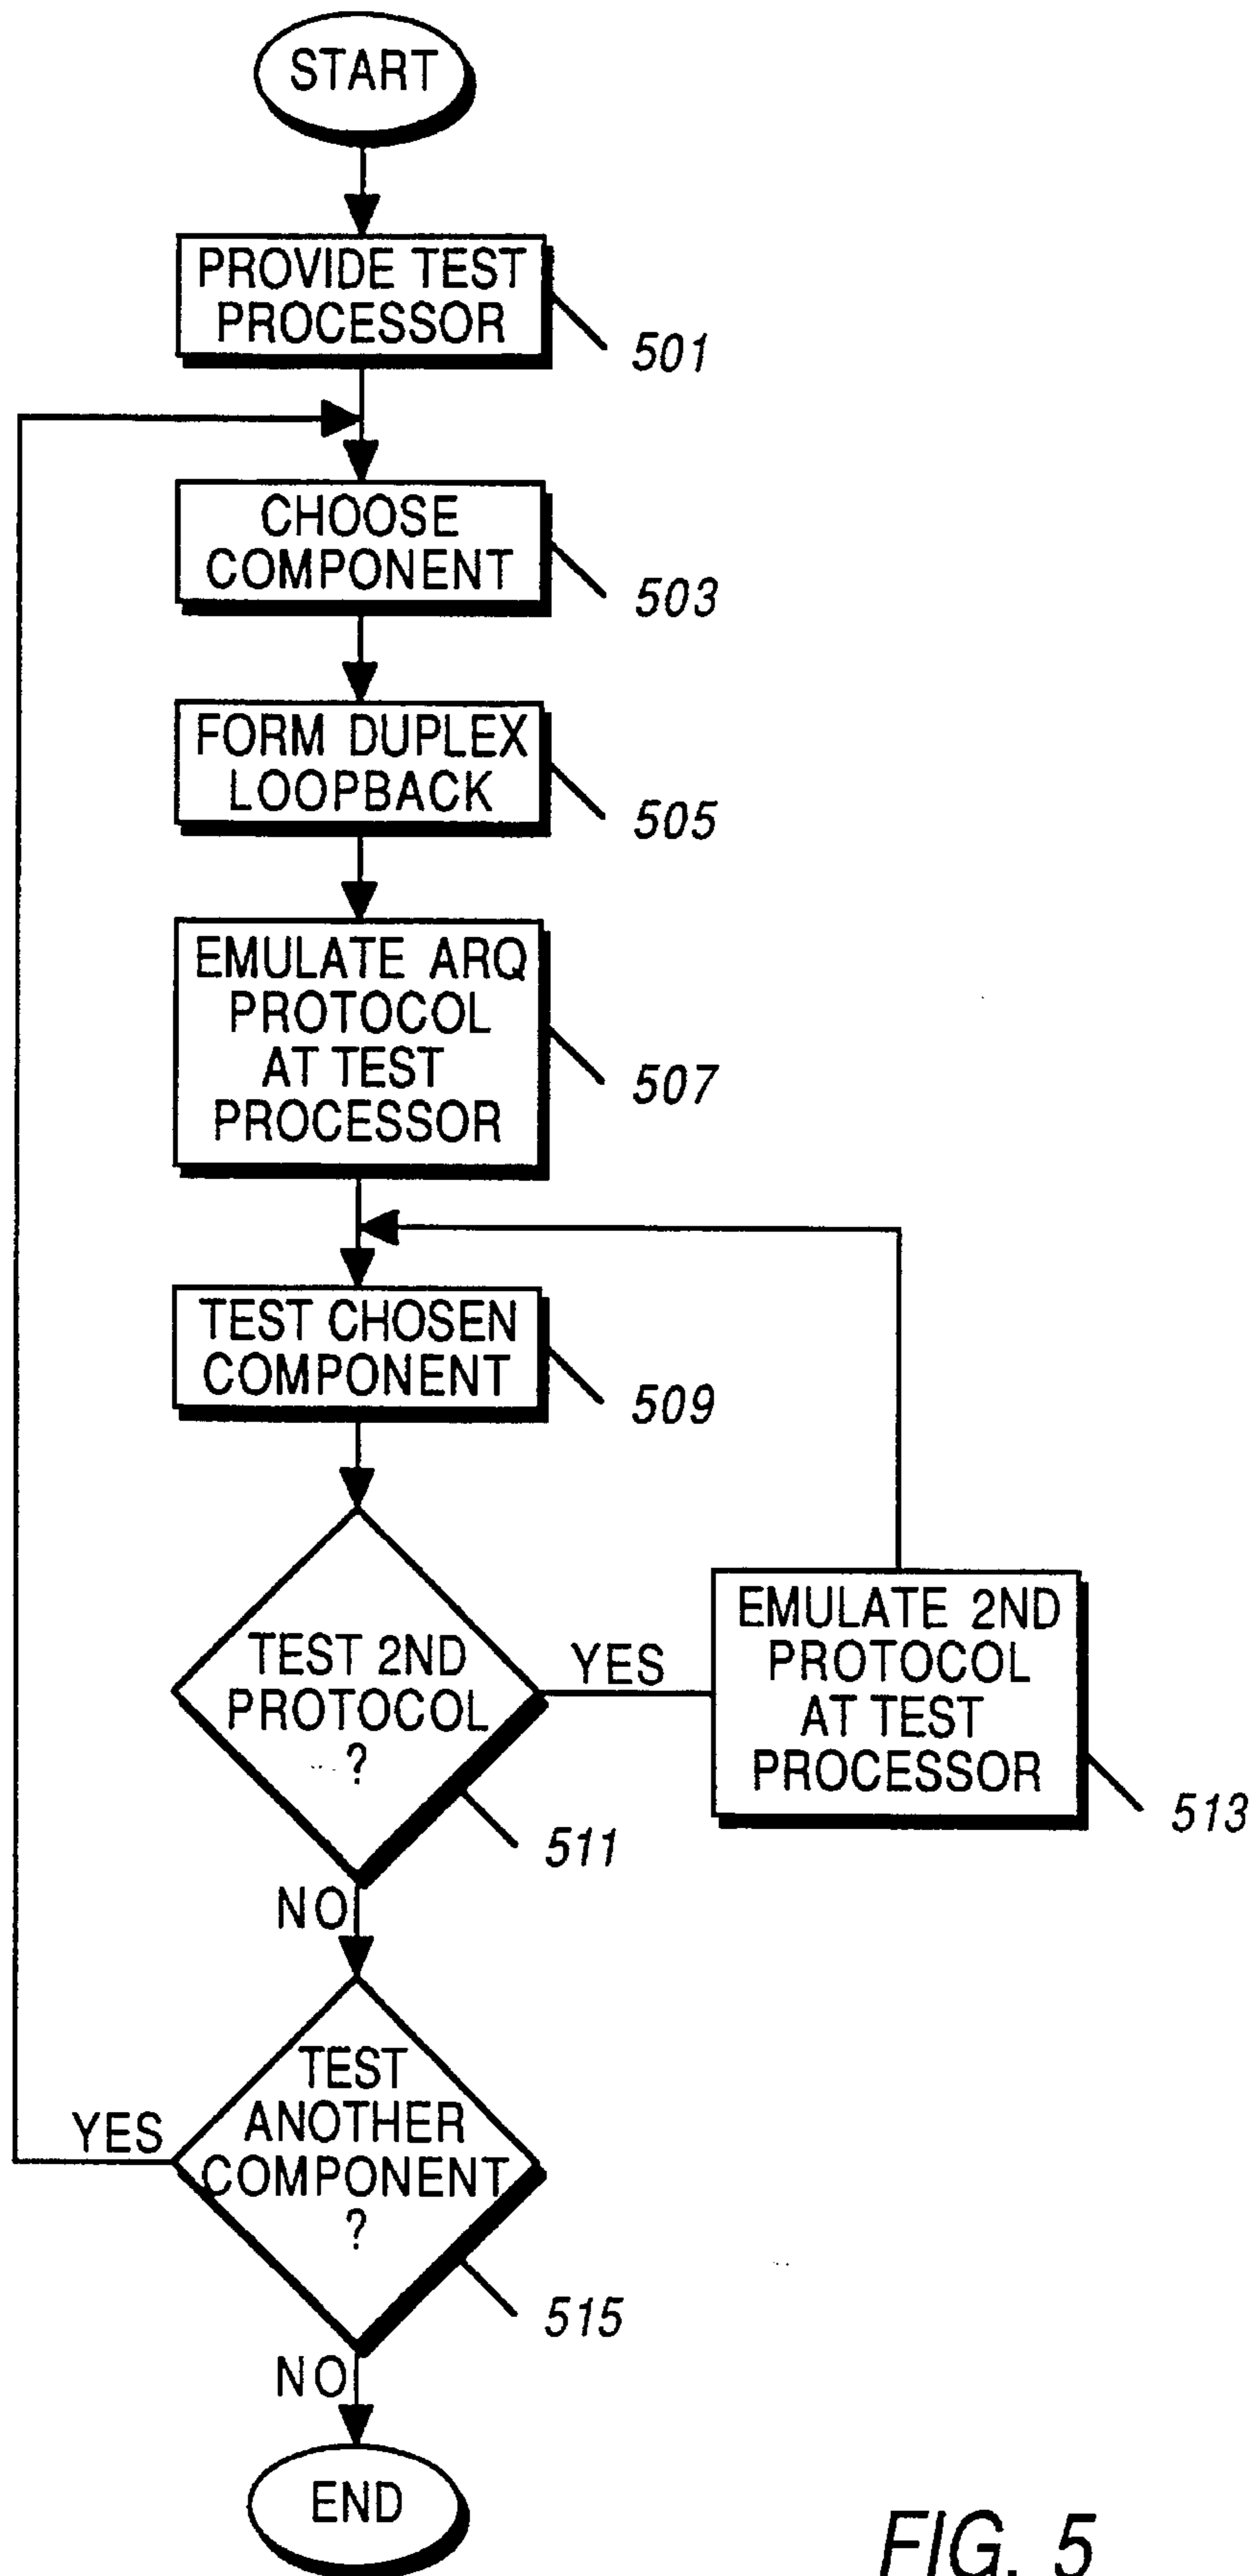 START
PROVIDE TEST
PROCESSOR
501
CHOOSE
COMPONENT
503
FORM DUPLEX
LOOPBACK
505
EMULATE ARQ
PROTOCOL
AT TEST
PROCESSOR
507
TEST CHOSEN
COMPONENT
509
TEST 2ND
PROTOCOL
?
511
YES
EMULATE 2ND
PROTOCOL
AT TEST
PROCESSOR
513
NO
TEST
ANOTHER
COMPONENT
?
515
YES
NO
END
FIG. 5